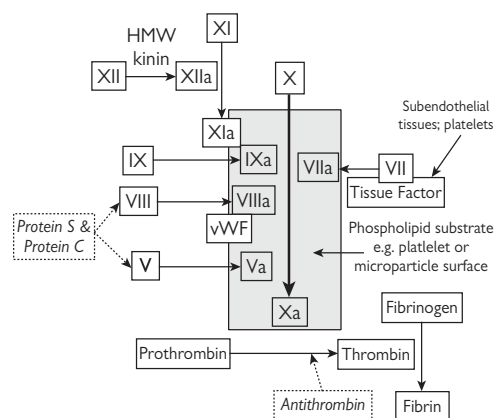 XI
HMW
kinin
XII
XIIa
X
XIa
Subendothelial
tissues; platelets
IX
IXa
VIIa
VII
Tissue Factor
VIII
VIIIa
vWF
Protein S &
Protein C
Phospholipid substrate
e.g. platlelet or
microparticle surface
V
Va
Xa
Fibrinogen
Prothrombin
Thrombin
Antithrombin
Fibrin